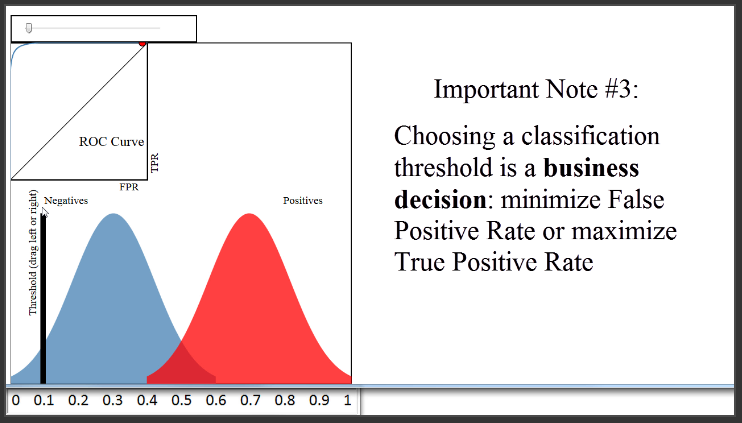 Important Note #3:
Choosing a classification
threshold is a business
decision: minimize False
Positive Rate or maximize
True Positive Rate
ROC Curve
TPR
FPR
Negatives
Positives
Threshold (drag left or right)
0 0.1 0.2 0.3 0.4 0.5 0.6 0.7 0.8 0.9 1